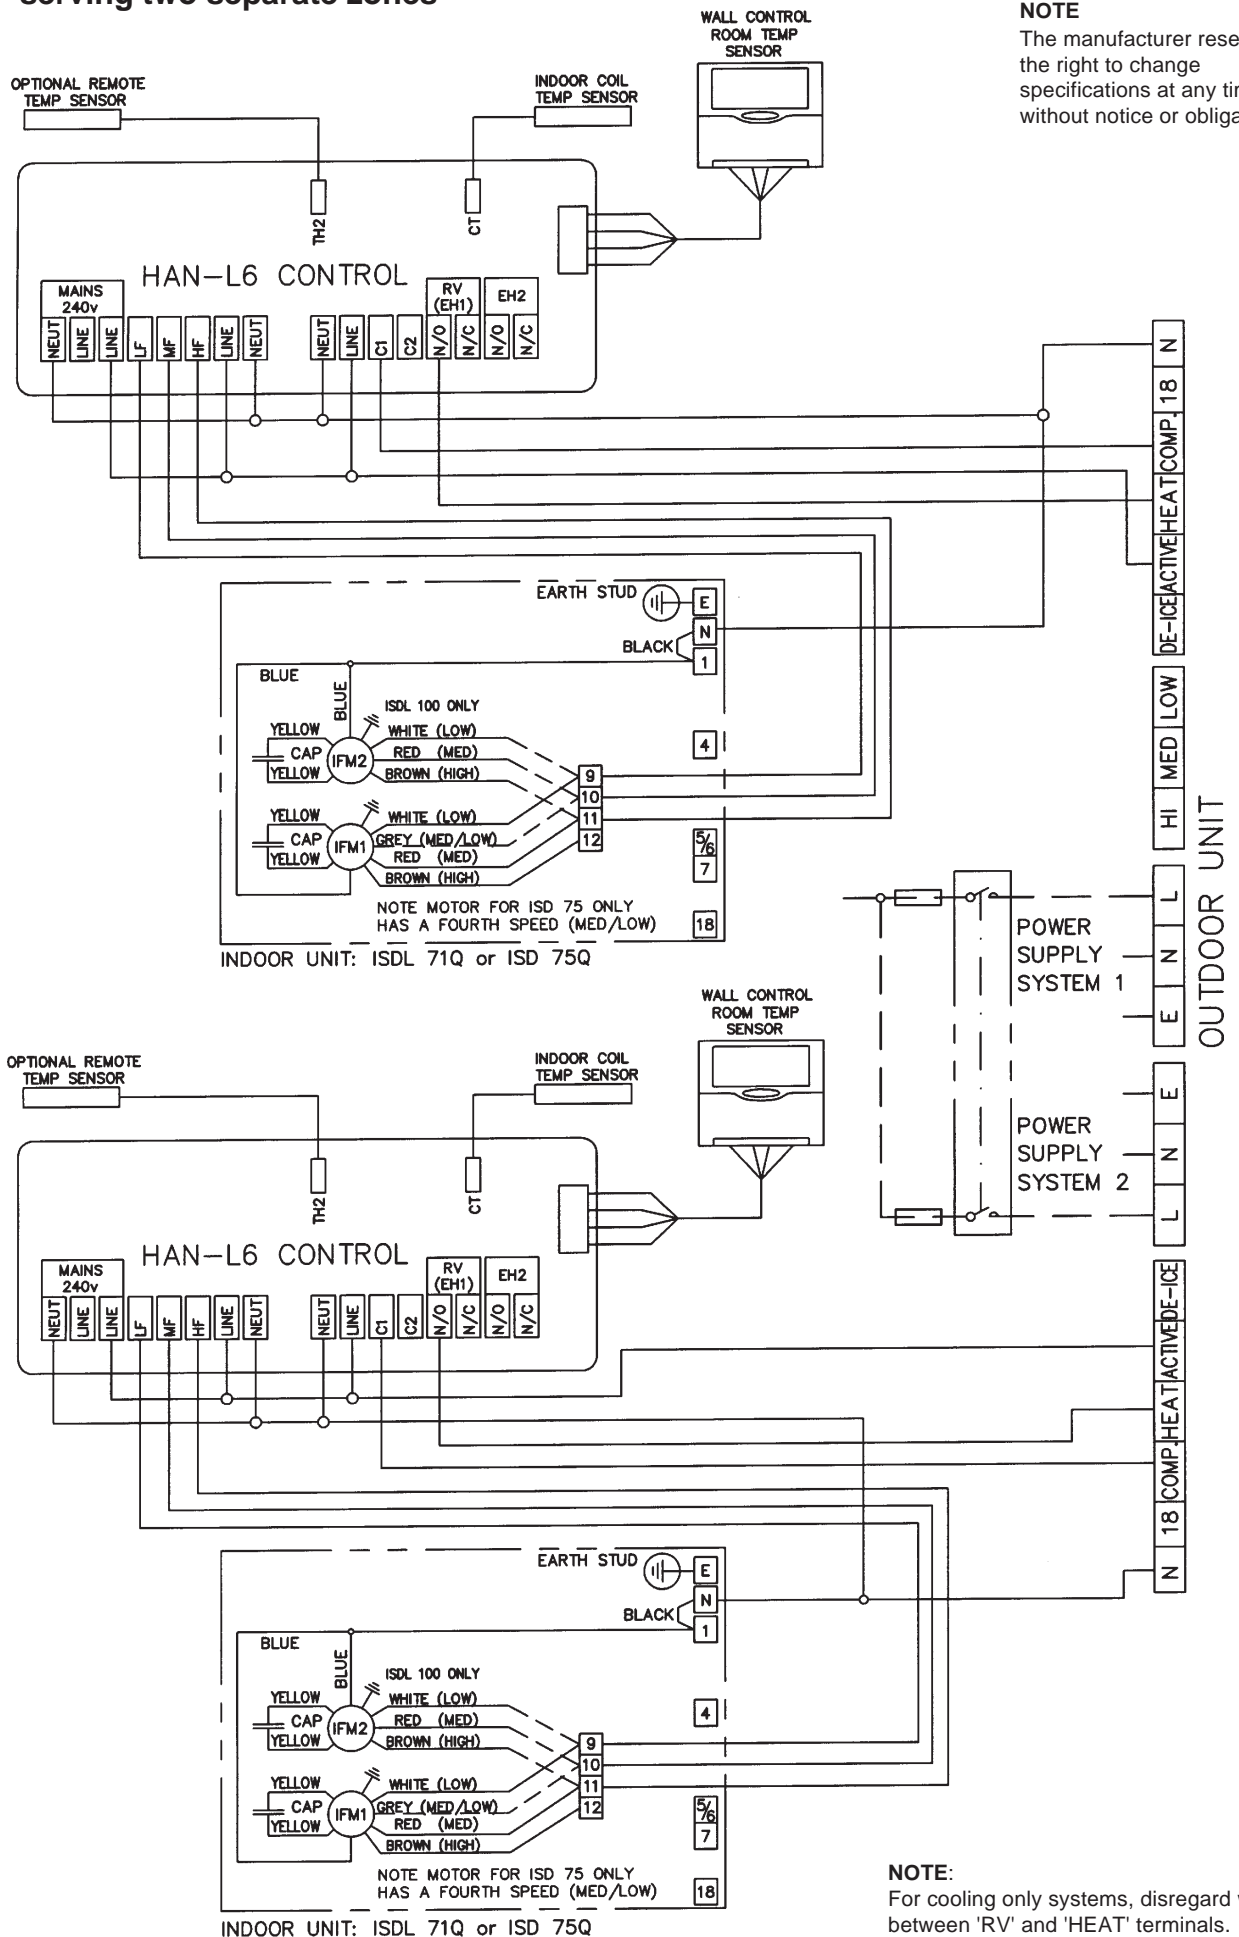 serving two separate zones
NOTE
The manufacturer rese
the right to change
specifications at any tir
without notice or obliga
WALL CONTROL
ROOM TEMP
SENSOR
OPTIONAL REMOTE
TEMP SENSOR
INDOOR COIL
TEMP SENSOR
TH2
CT
HAN-L6 CONTROL
MAINS
240v
RV
(EH1)
EH2
NEUT LINE LINE LF MF HF LINE NEUT NEUT LINE C1 C2 N/O N/C N/O N/C
N 18 COMP. HEAT ACTIVE DE-ICE
LOW MED HI
L N E
OUTDOOR UNIT
EARTH STUD
E
N
BLACK
1
BLUE
BLUE
ISDL 100 ONLY
YELLOW
WHITE (LOW)
CAP
IFM2
RED (MED)
4
YELLOW
BROWN (HIGH)
9
10
YELLOW
WHITE (LOW)
11
CAP
IFM1
GREY (MED/LOW)
12
5/6
YELLOW
RED (MED)
7
BROWN (HIGH)
NOTE MOTOR FOR ISD 75 ONLY
HAS A FOURTH SPEED (MED/LOW)
18
INDOOR UNIT: ISDL 71Q or ISD 75Q
POWER
SUPPLY
SYSTEM 1
WALL CONTROL
ROOM TEMP
SENSOR
OPTIONAL REMOTE
TEMP SENSOR
INDOOR COIL
TEMP SENSOR
POWER
SUPPLY
SYSTEM 2
E N L
TH2
CT
HAN-L6 CONTROL
MAINS
240v
RV
(EH1)
EH2
NEUT LINE LINE LF MF HF LINE NEUT NEUT LINE C1 C2 N/O N/C N/O N/C
DE-ICE ACTIVE HEAT COMP. 18 N
EARTH STUD
E
N
BLACK
1
BLUE
BLUE
ISDL 100 ONLY
YELLOW
WHITE (LOW)
CAP
IFM2
RED (MED)
4
YELLOW
BROWN (HIGH)
9
10
YELLOW
WHITE (LOW)
11
CAP
IFM1
GREY (MED/LOW)
12
5/6
YELLOW
RED (MED)
7
BROWN (HIGH)
NOTE MOTOR FOR ISD 75 ONLY
HAS A FOURTH SPEED (MED/LOW)
18
INDOOR UNIT: ISDL 71Q or ISD 75Q
NOTE:
For cooling only systems, disregard
between 'RV' and 'HEAT' terminals.